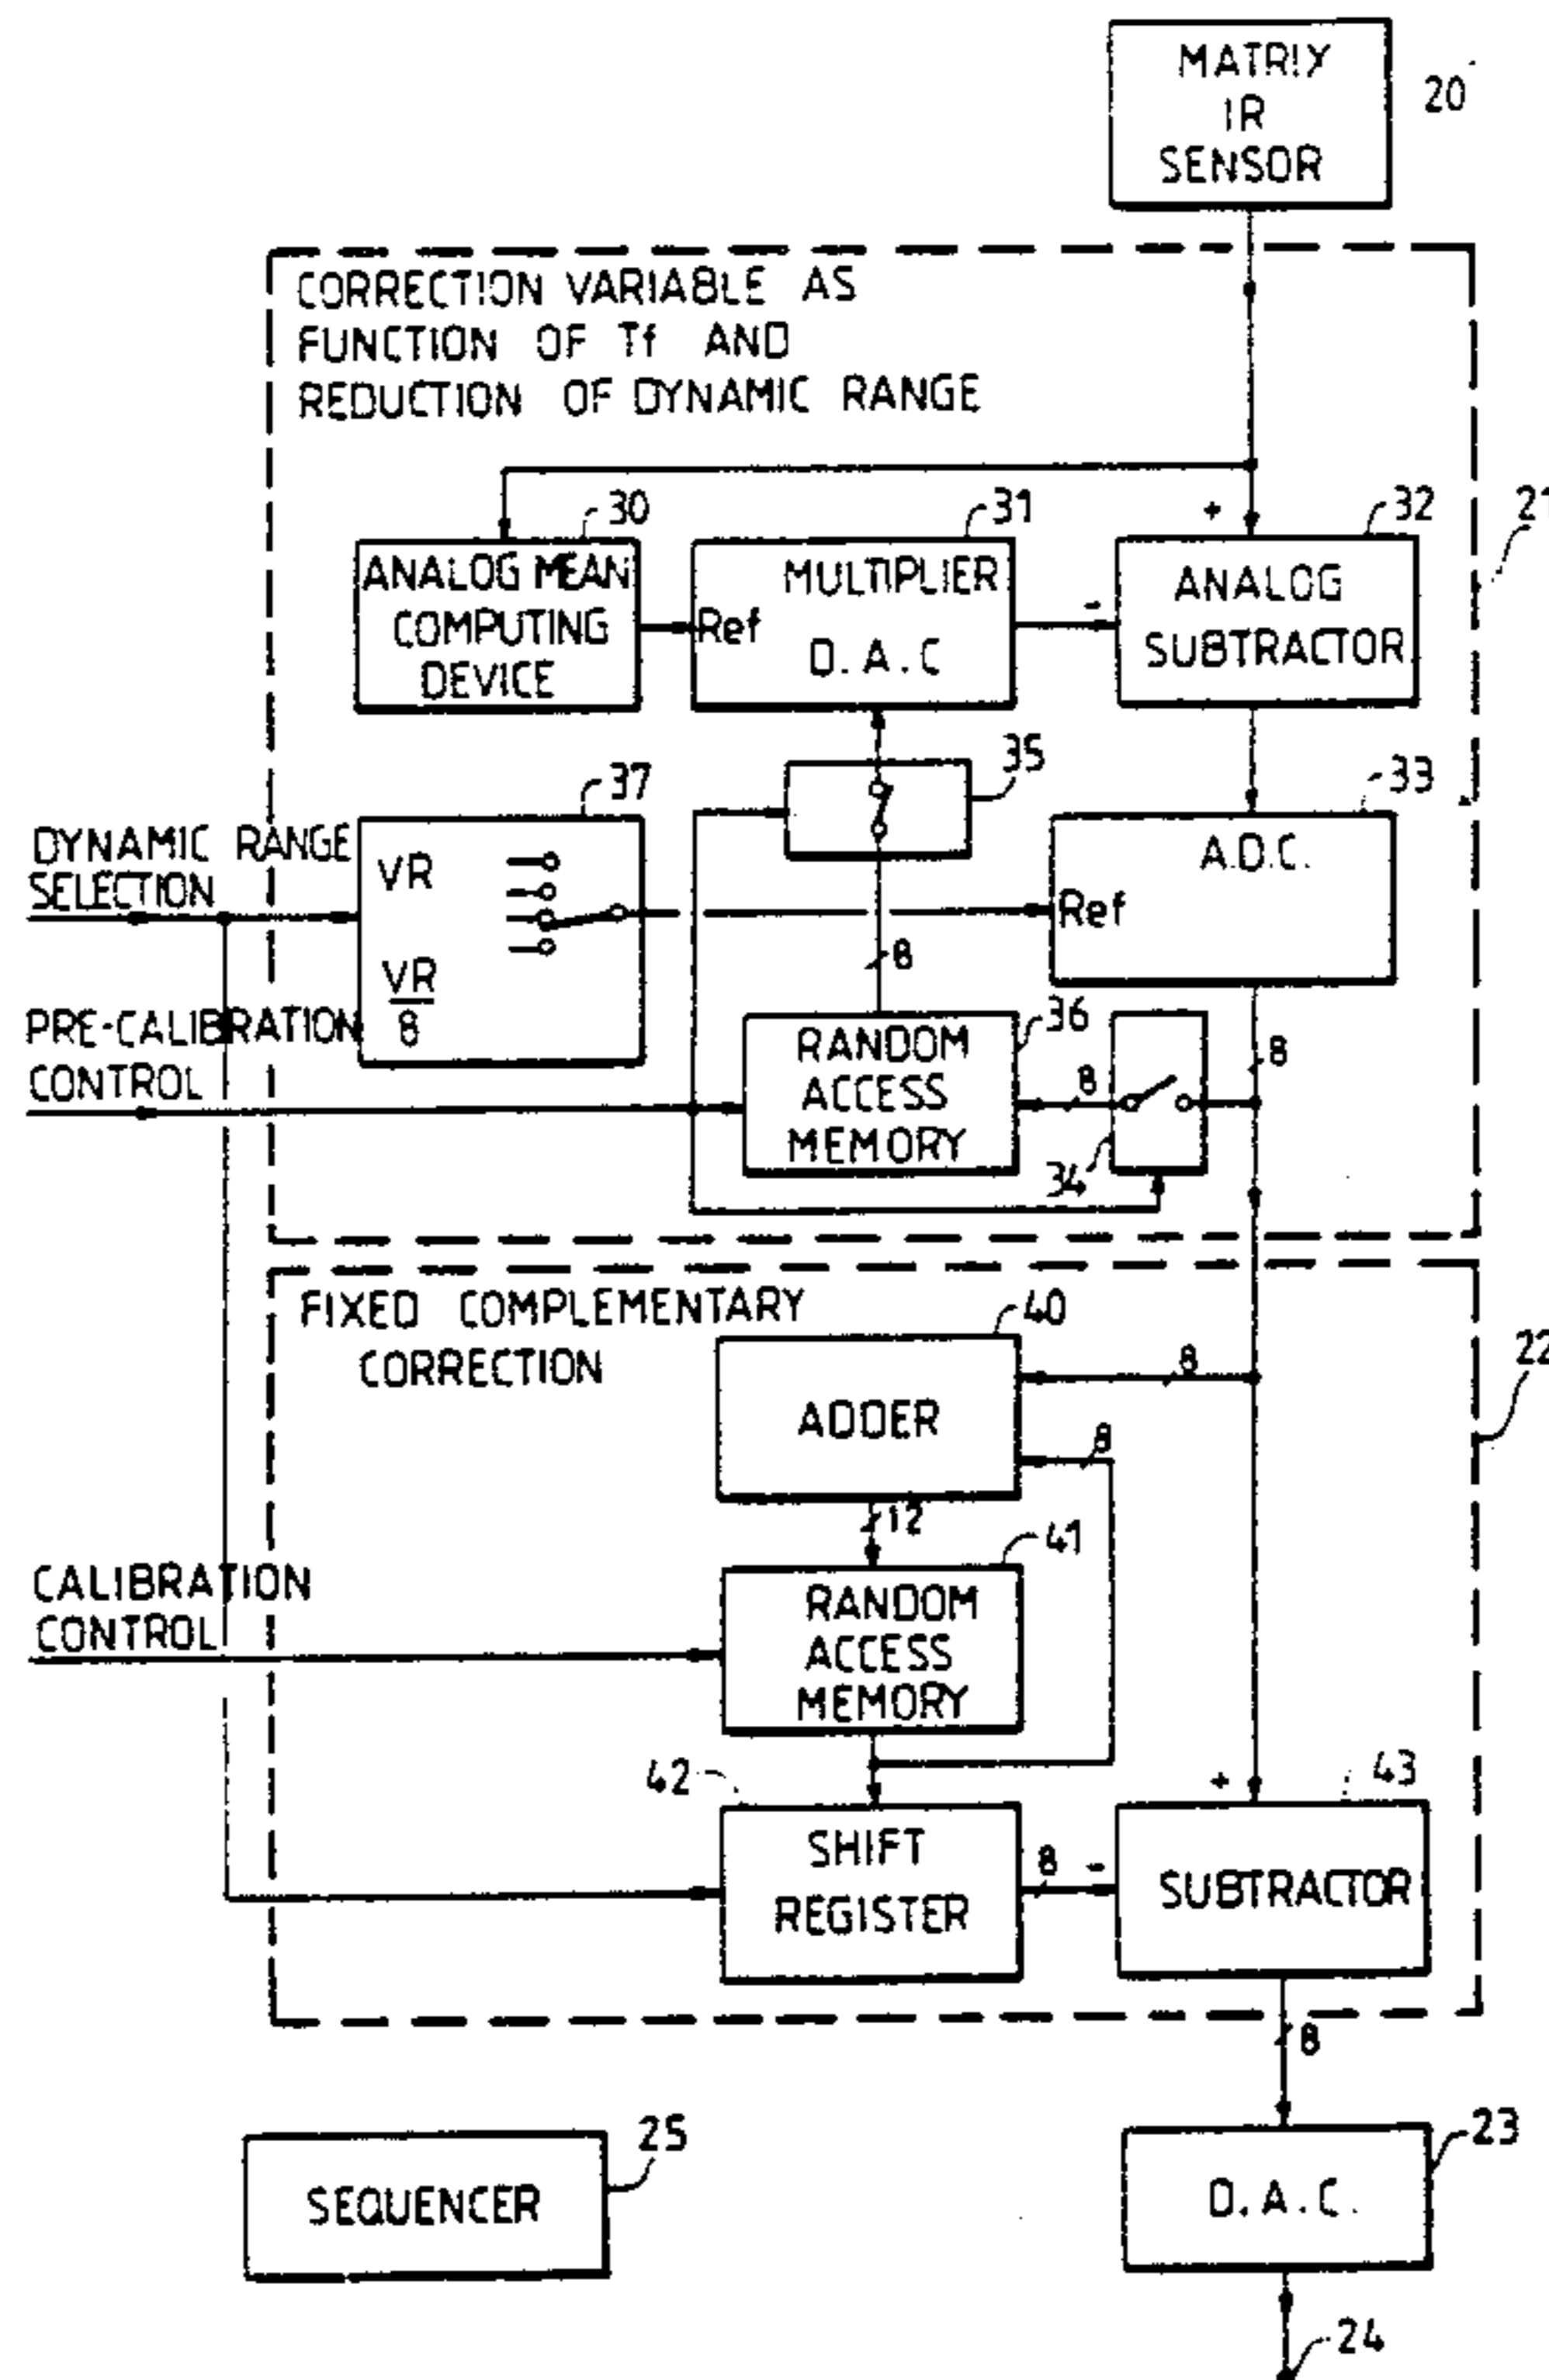 MATRIX
IR
SENSOR
20
CORRECTION VARIABLE AS
FUNCTION OF Tf AND
REDUCTION OF DYNAMIC RANGE
21
30
ANALOG MEAN
COMPUTING
DEVICE
31
Ref
MULTIPLIER
D.A.C
32
+
-
ANALOG
SUBTRACTOR
35
37
VR
VR
8
DYNAMIC RANGE
SELECTION
33
A.D.C.
Ref
8
PRE-CALIBRATION
CONTROL
36
RANDOM
ACCESS
MEMORY
8
34
8
FIXED COMPLEMENTARY
CORRECTION
22
40
ADDER
8
8
12
CALIBRATION
CONTROL
41
RANDOM
ACCESS
MEMORY
42
SHIFT
REGISTER
8
-
+
43
SUBTRACTOR
8
25
SEQUENCER
23
D.A.C.
24